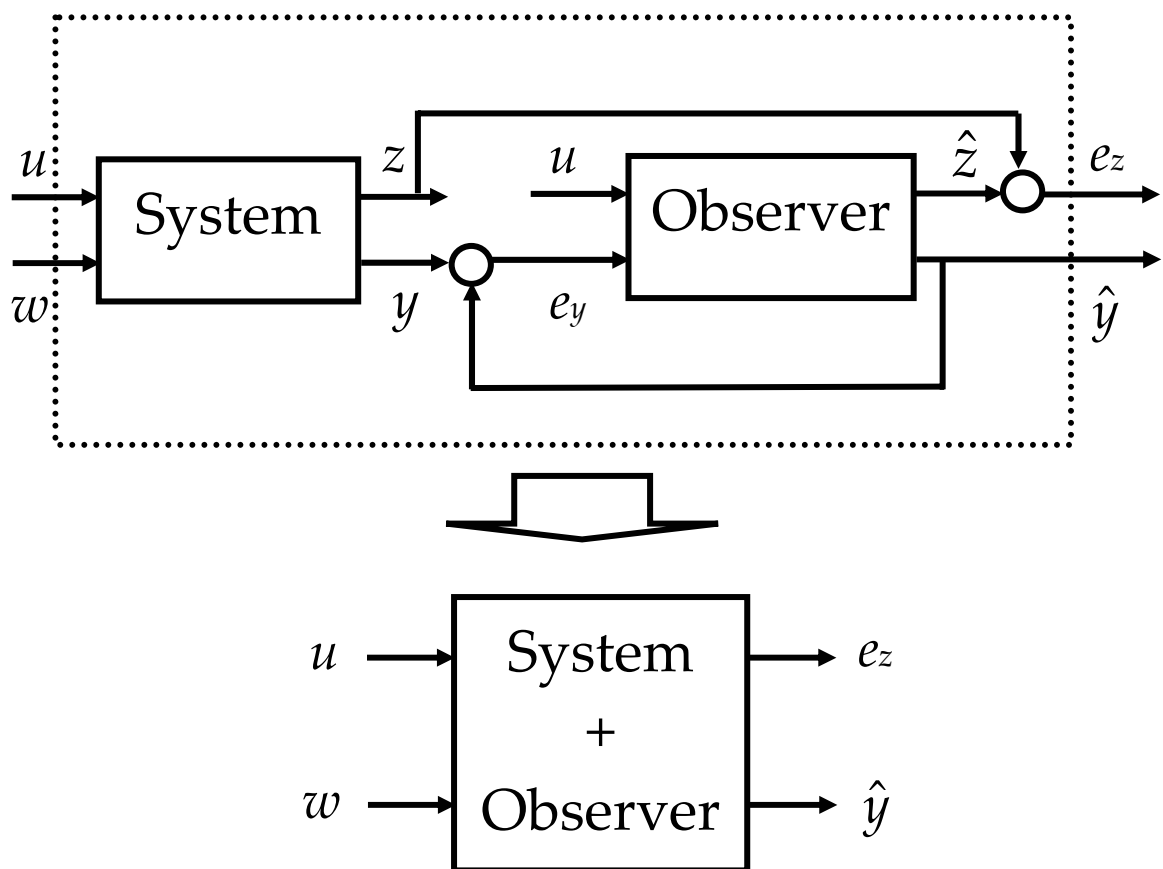 u
w
System
z
y
u
e_y
Observer
ẑ
e_z
ŷ
u
w
System
+
Observer
e_z
ŷ